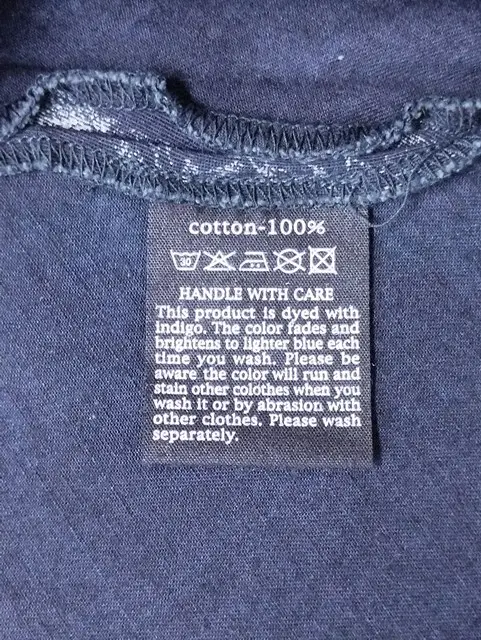 cotton-100%
30
HANDLE WITH CARE
This product is dyed with
indigo. The color fades and
brightens to lighter blue each
time you wash. Please be
aware the color will run and
stain other colothes when you
wash it or by abrasion with
other clothes. Please wash
separately.